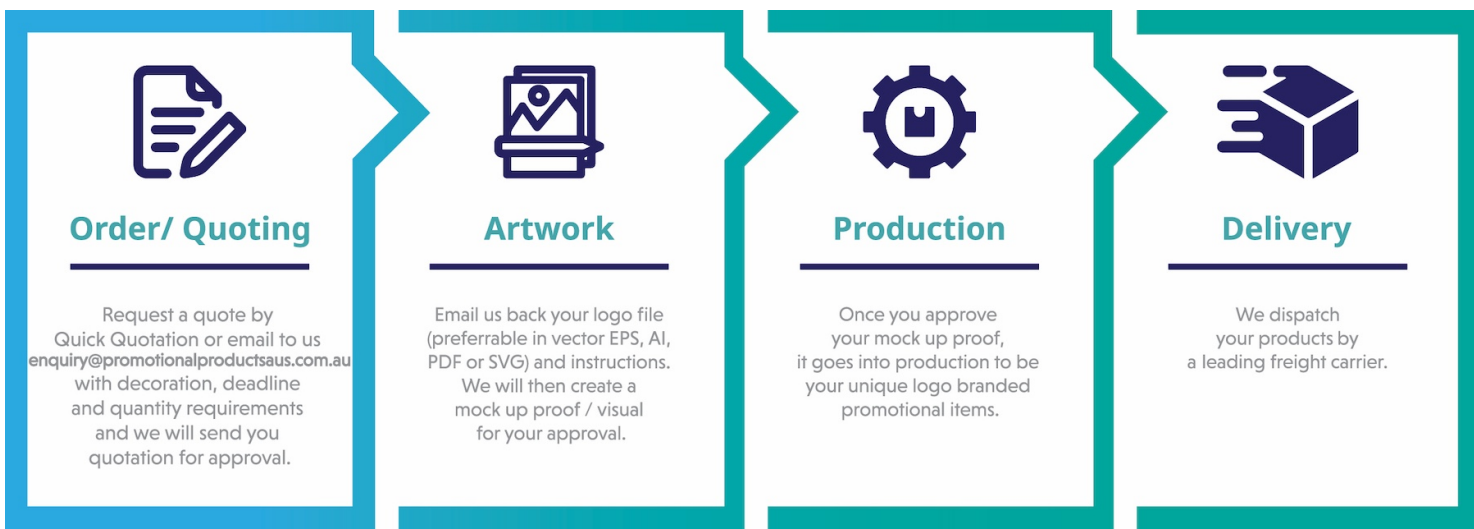 Order/ Quoting
Request a quote by
Quick Quotation or email to us
enquiry@promotionalproductsaus.com.au
with decoration, deadline
and quantity requirements
and we will send you
quotation for approval.
Artwork
Email us back your logo file
(preferrable in vector EPS, AI,
PDF or SVG) and instructions.
We will then create a
mock up proof / visual
for your approval.
Production
Once you approve
your mock up proof,
it goes into production to be
your unique logo branded
promotional items.
Delivery
We dispatch
your products by
a leading freight carrier.